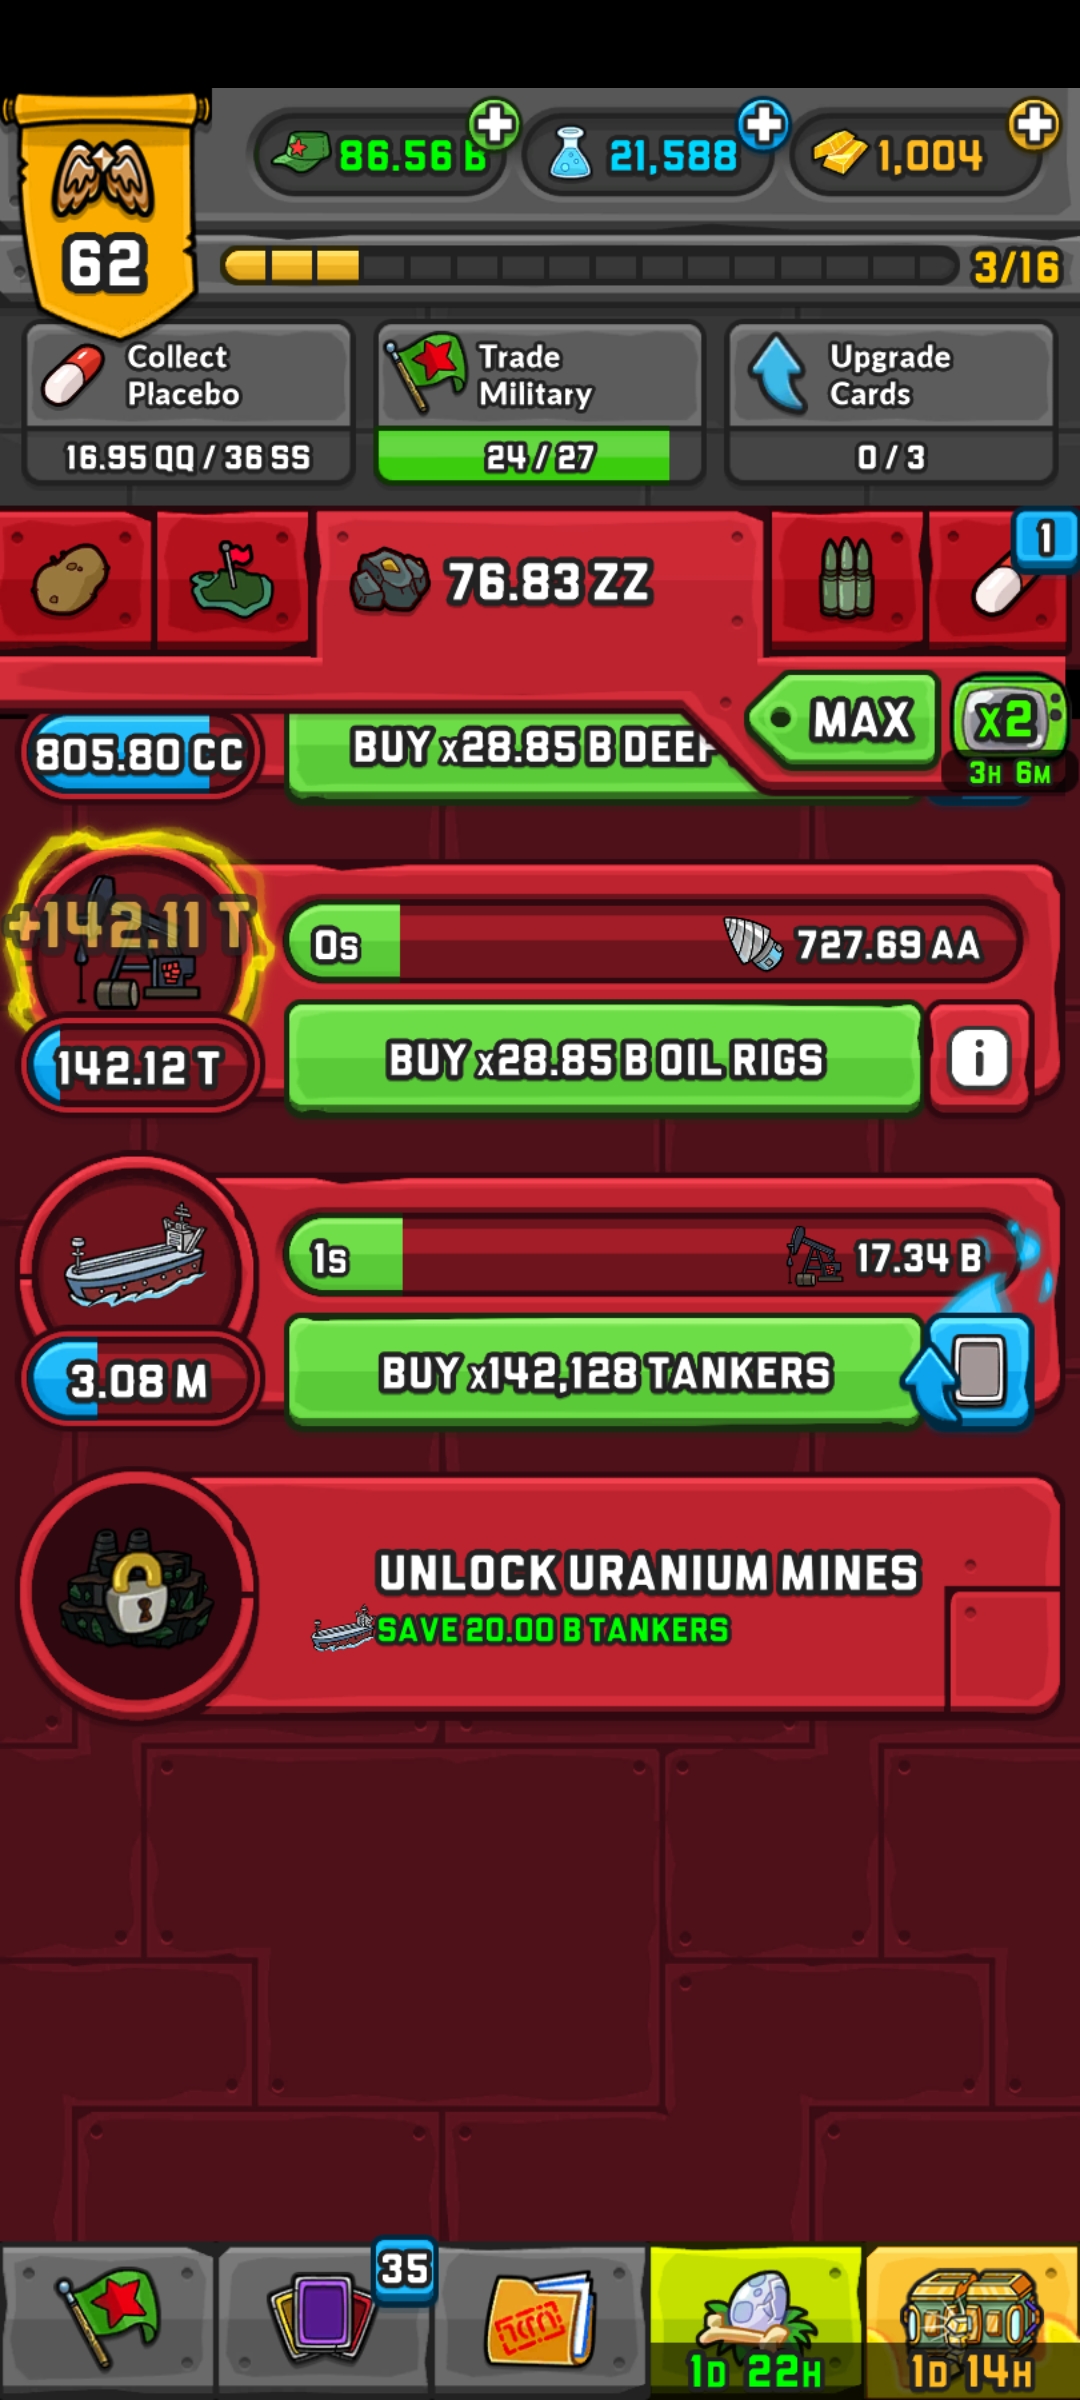 86.56 B
21,588
1,004
62
3/16
Collect
Placebo
16.95 QQ / 36 SS
Trade
Military
24 / 27
Upgrade
Cards
0 / 3
76.83 ZZ
1
MAX
x2
3H 6M
805.80 CC
BUY x28.85 B DEEP
+142.11 T
0s
727.69 AA
142.12 T
BUY x28.85 B OIL RIGS
i
1s
17.34 B
3.08 M
BUY x142,128 TANKERS
UNLOCK URANIUM MINES
SAVE 20.00 B TANKERS
35
1D 22H
1D 14H